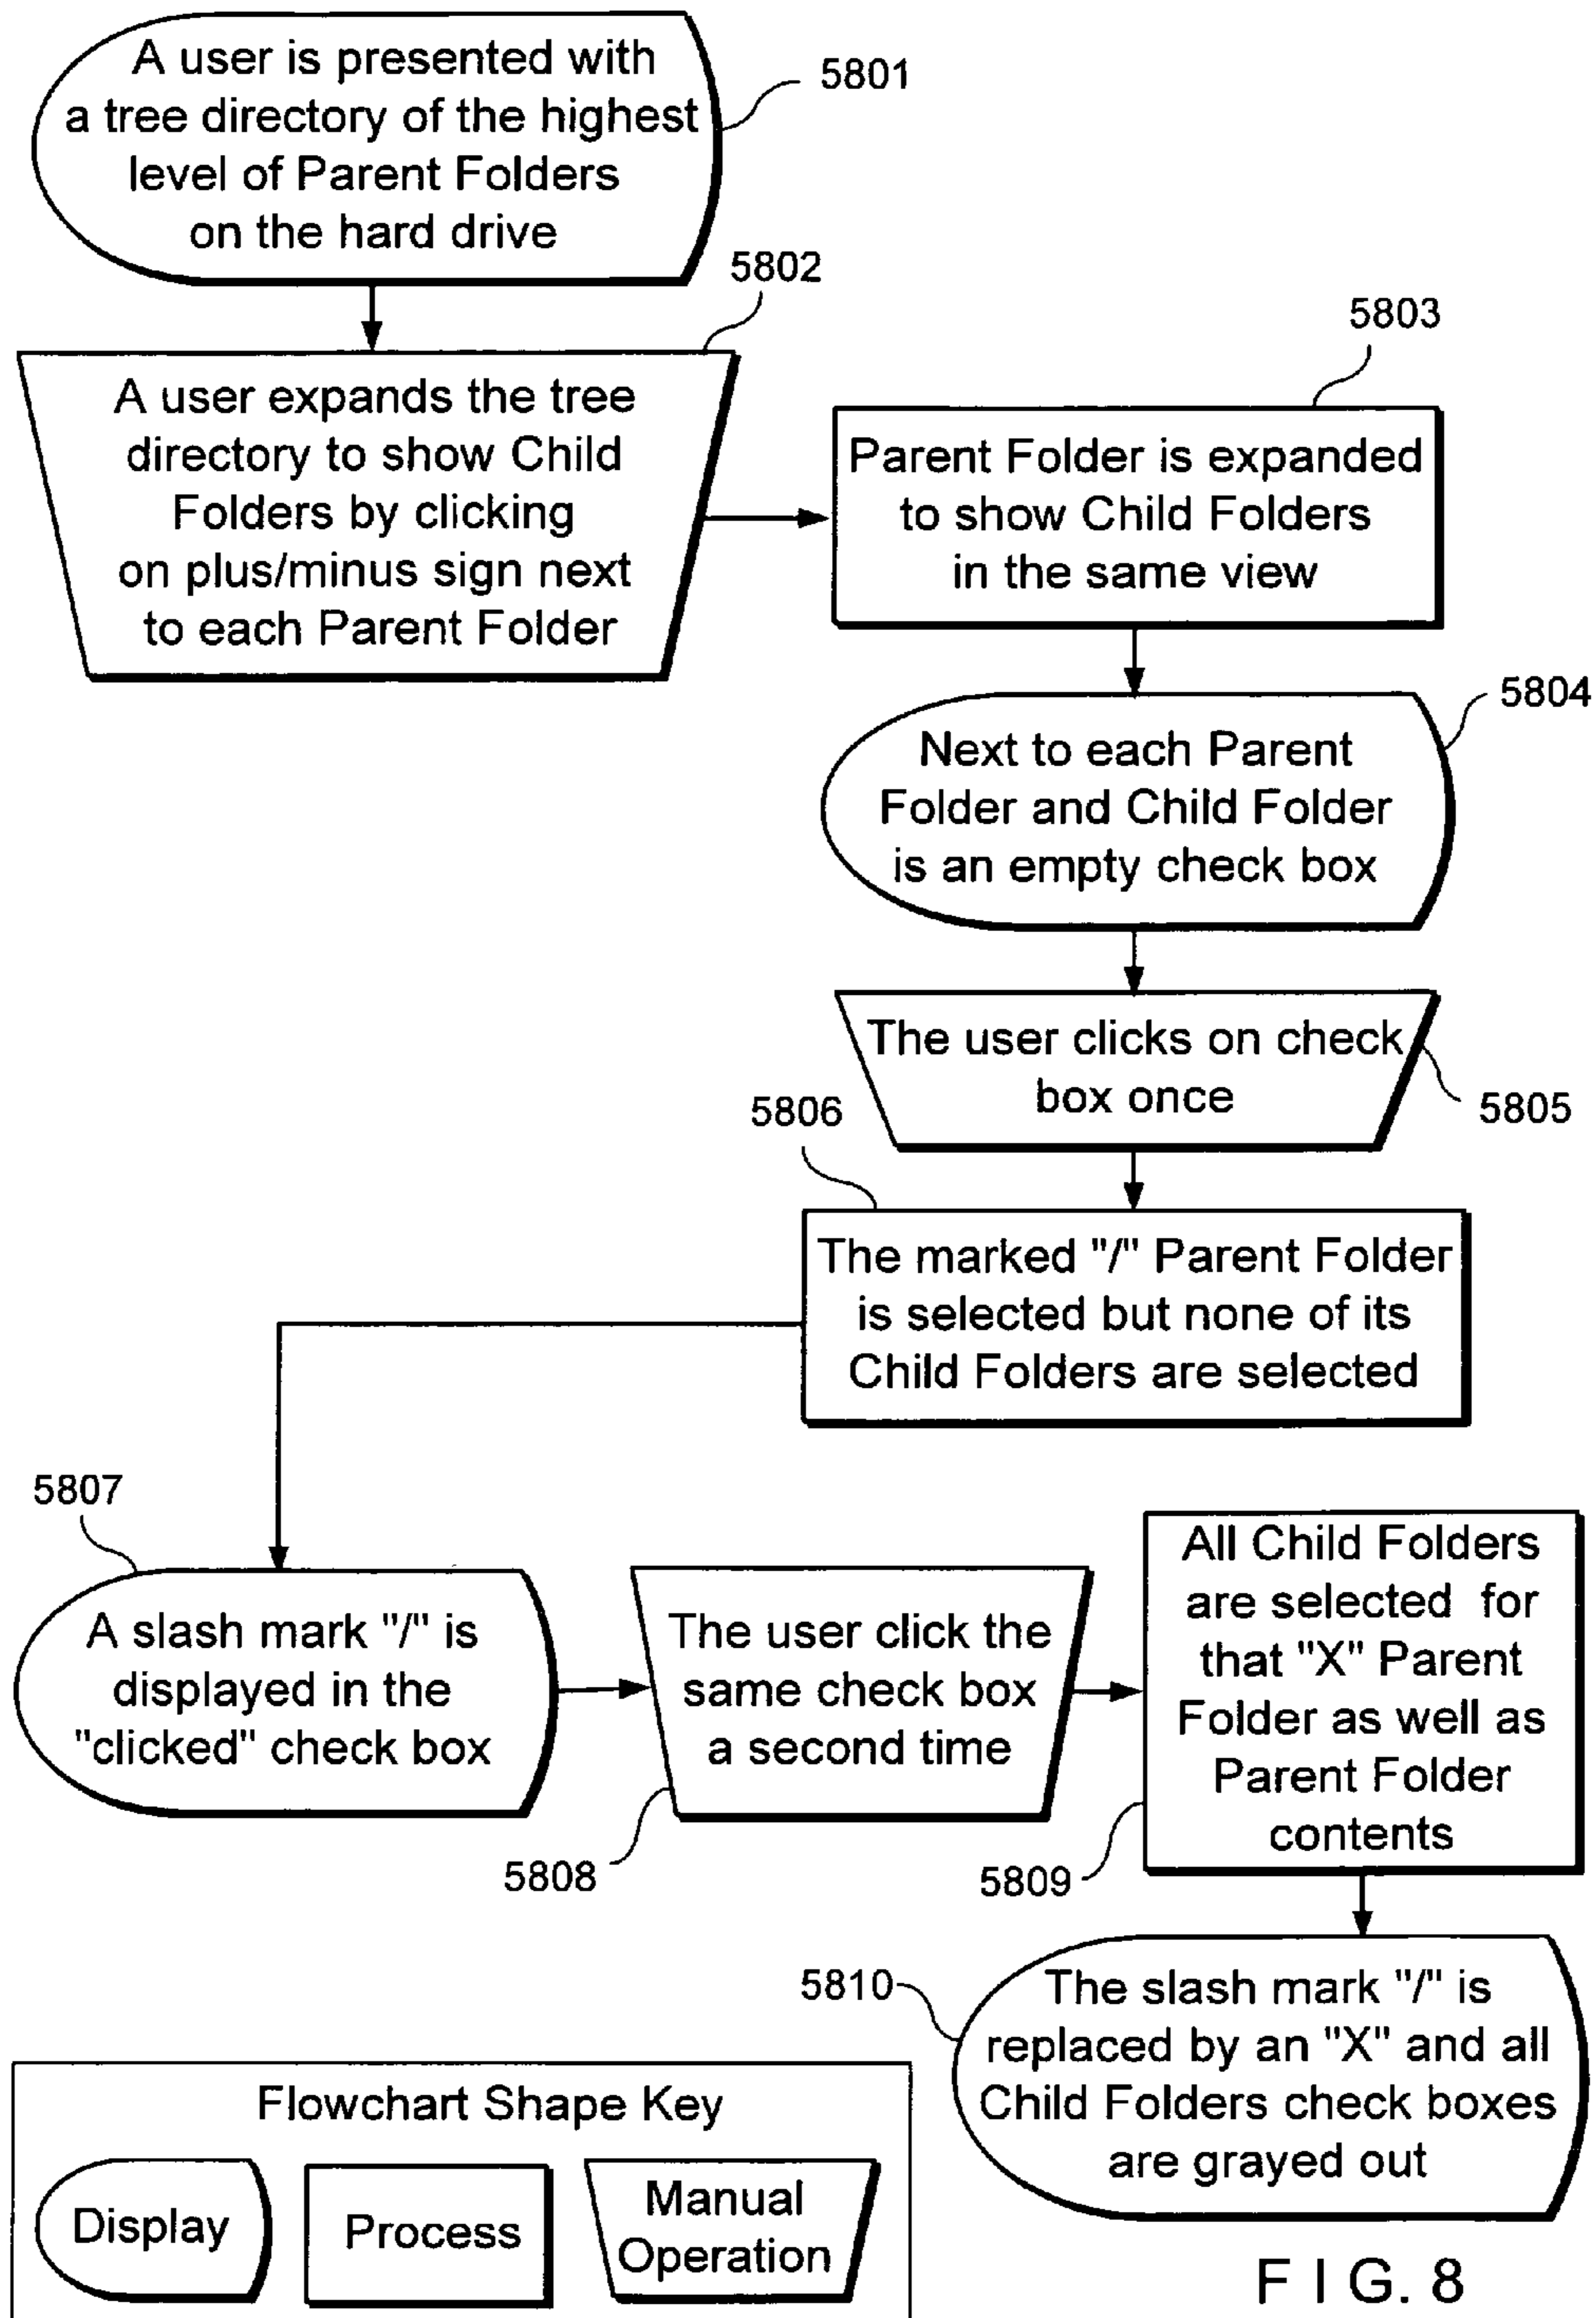 A user is presented with
a tree directory of the highest
level of Parent Folders
on the hard drive
5801
5802
A user expands the tree
directory to show Child
Folders by clicking
on plus/minus sign next
to each Parent Folder
5803
Parent Folder is expanded
to show Child Folders
in the same view
5804
Next to each Parent
Folder and Child Folder
is an empty check box
The user clicks on check
box once
5805
5806
The marked "/" Parent Folder
is selected but none of its
Child Folders are selected
5807
A slash mark "/" is
displayed in the
"clicked" check box
The user click the
same check box
a second time
5808
All Child Folders
are selected for
that "X" Parent
Folder as well as
Parent Folder
contents
5809
5810
The slash mark "/" is
replaced by an "X" and all
Child Folders check boxes
are grayed out
Flowchart Shape Key
Display
Process
Manual
Operation
FIG. 8